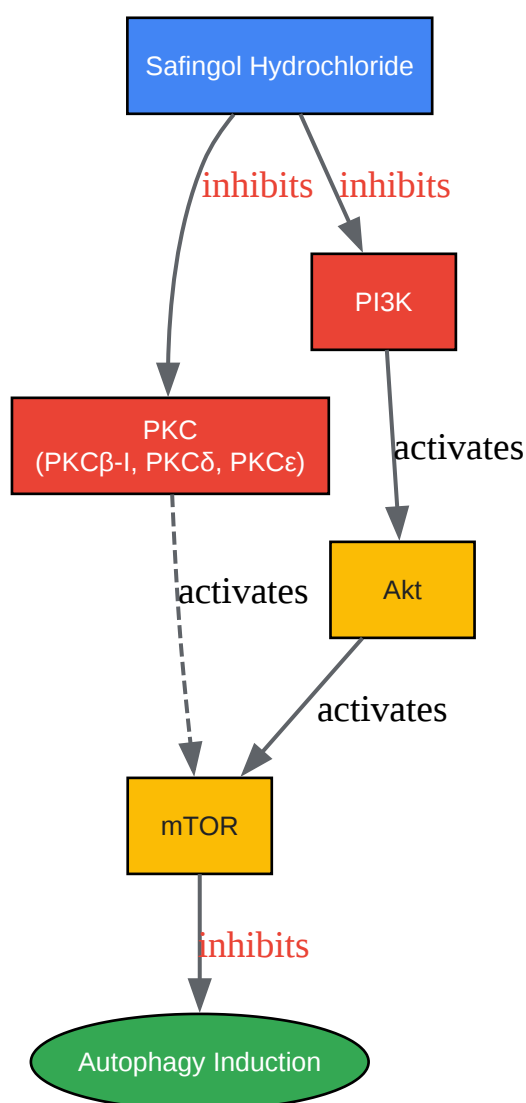 Safingol Hydrochloride
inhibits
inhibits
PI3K
PKC
(PKCβ-I, PKCδ, PKCε)
activates
activates
Akt
activates
mTOR
inhibits
Autophagy Induction